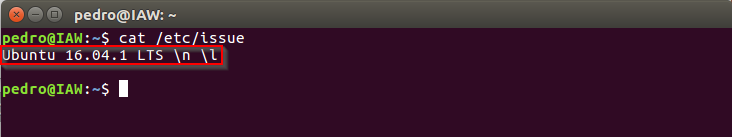 pedro@IAW: ~
pedro@IAW:~$ cat /etc/issue
Ubuntu 16.04.1 LTS \n \l
pedro@IAW:~$